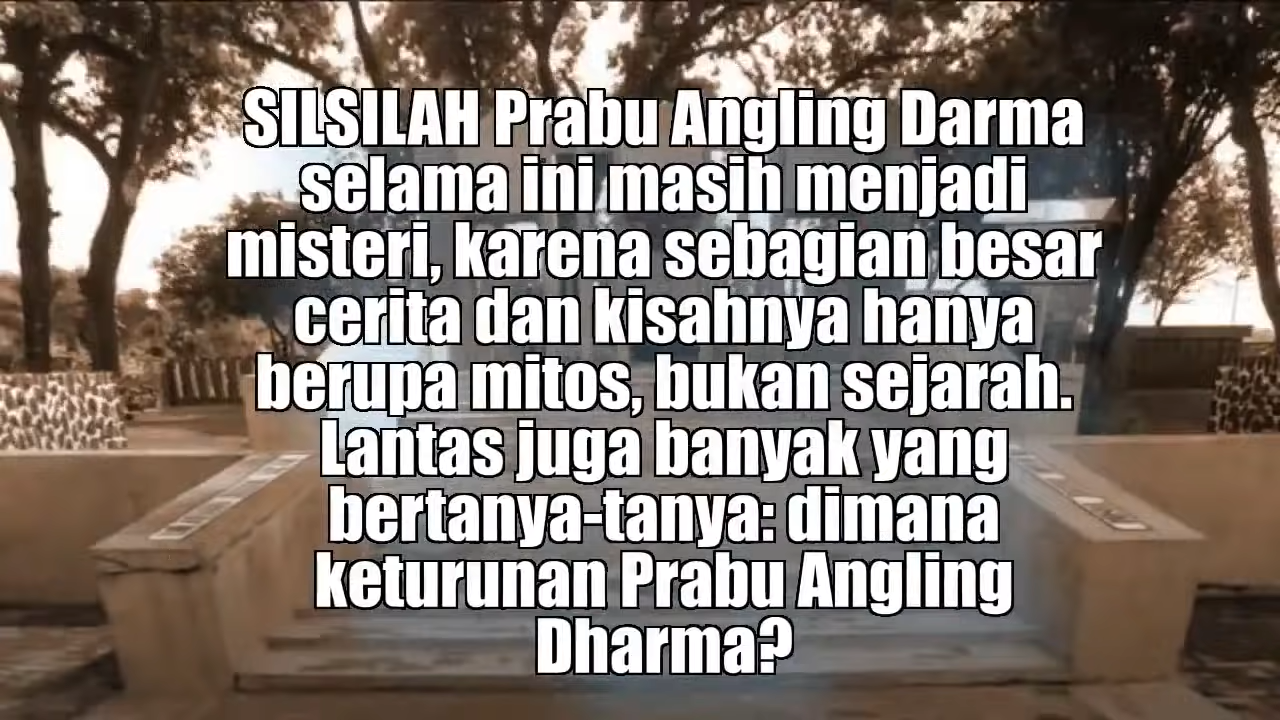 SILSILAH Prabu Angling Darma
selama ini masih menjadi
misteri, karena sebagian besar
cerita dan kisahnya hanya
berupa mitos, bukan sejarah.
Lantas juga banyak yang
bertanya-tanya: dimana
keturunan Prabu Angling
Dharma?